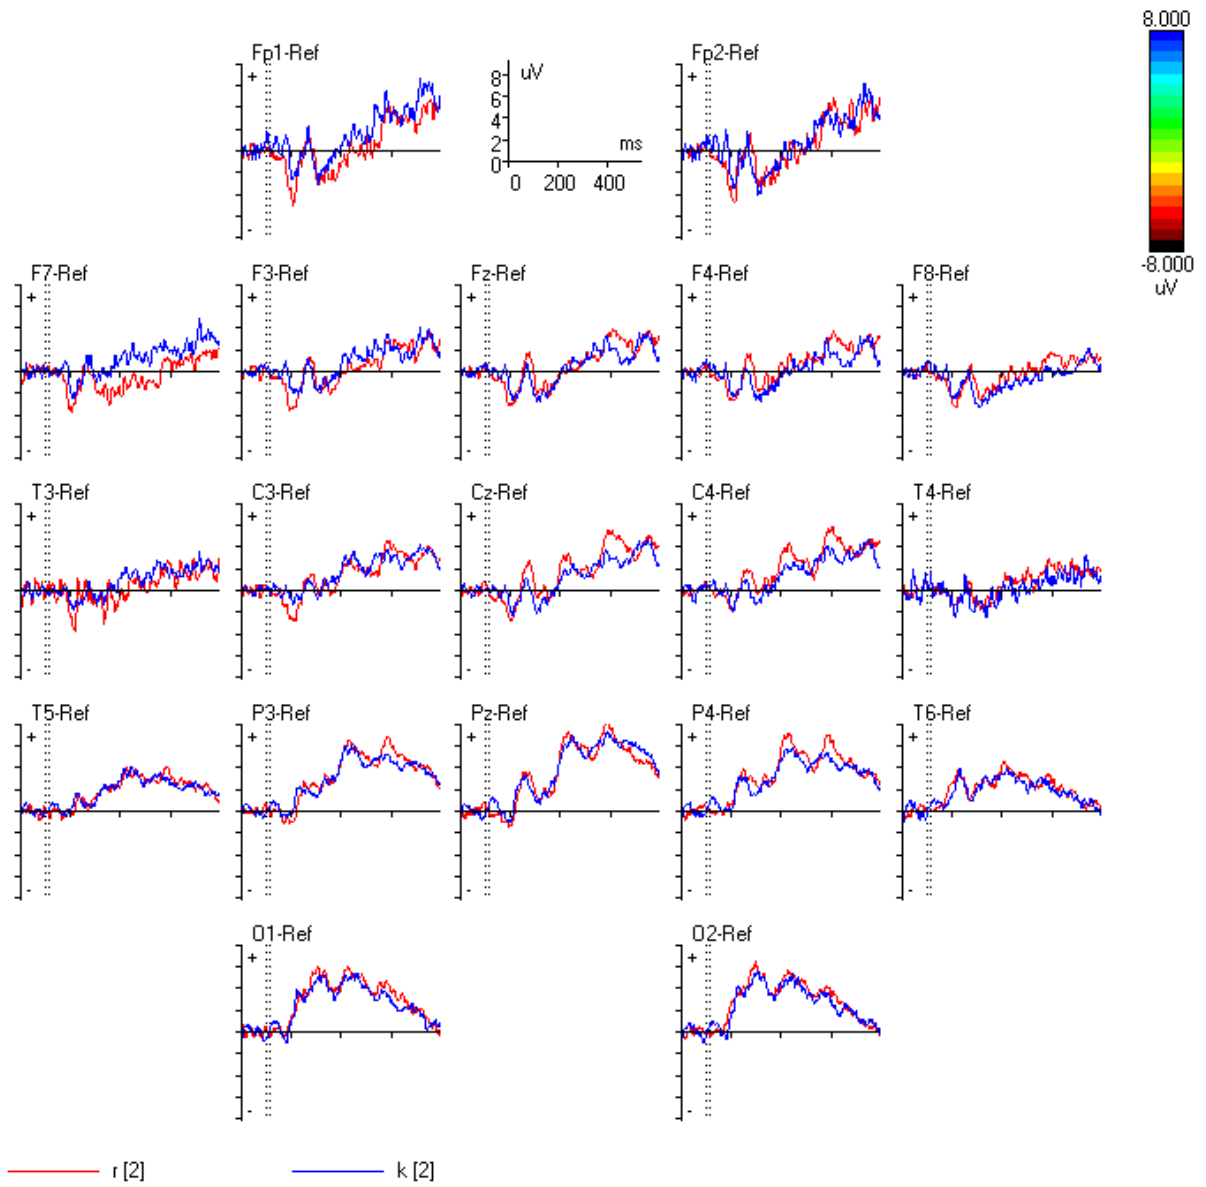 8.000
Fp1-Ref
Fp2-Ref
+
8
uV
+
6
4
2
ms
0
0 200 400
-
-
-8.000
uV
F7-Ref
F3-Ref
Fz-Ref
F4-Ref
F8-Ref
+
+
+
+
+
-
-
-
-
-
T3-Ref
C3-Ref
Cz-Ref
C4-Ref
T4-Ref
+
+
+
+
+
-
-
-
-
-
T5-Ref
P3-Ref
Pz-Ref
P4-Ref
T6-Ref
+
+
+
+
+
-
-
-
-
-
O1-Ref
O2-Ref
+
+
-
-
r [2]
k [2]